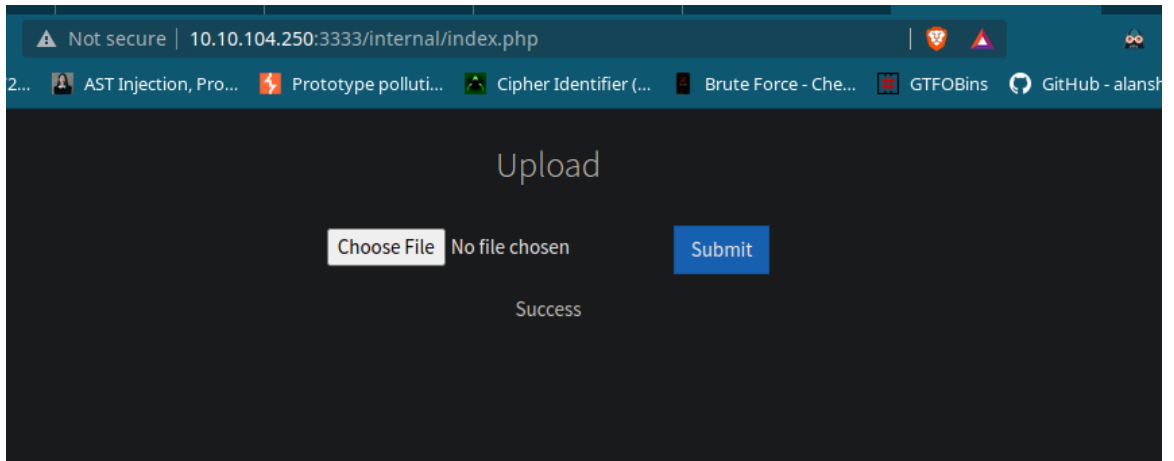 Not secure | 10.10.104.250:3333/internal/index.php
2... AST Injection, Pro... Prototype polluti... Cipher Identifier (... Brute Force - Che... GTFOBins GitHub - alansh
Upload
Choose File No file chosen Submit
Success